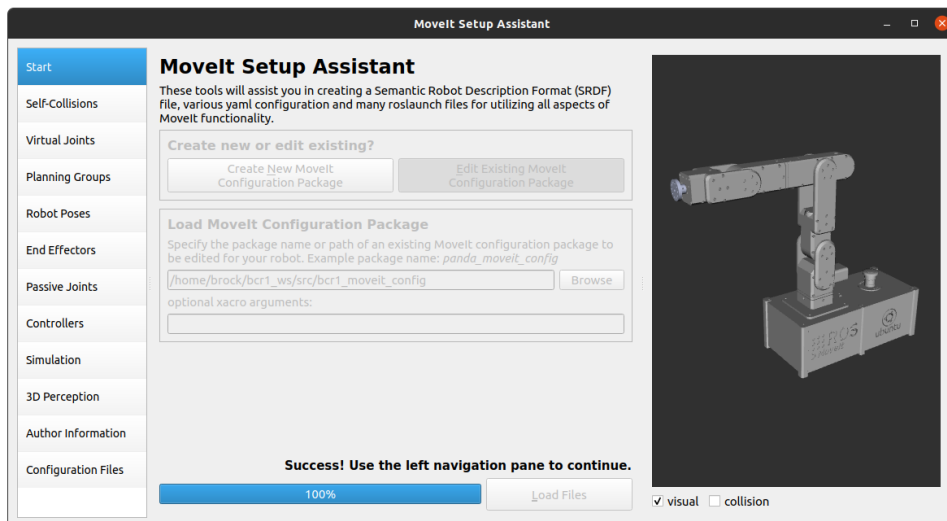 MoveIt Setup Assistant
Start
Self-Collisions
Virtual Joints
Planning Groups
Robot Poses
End Effectors
Passive Joints
Controllers
Simulation
3D Perception
Author Information
Configuration Files
MoveIt Setup Assistant
These tools will assist you in creating a Semantic Robot Description Format (SRDF)
file, various yaml configuration and many roslaunch files for utilizing all aspects of
MoveIt functionality.
Create new or edit existing?
Create New MoveIt
Configuration Package
Edit Existing MoveIt
Configuration Package
Load MoveIt Configuration Package
Specify the package name or path of an existing MoveIt configuration package to
be edited for your robot. Example package name: panda_moveit_config
/home/brock/bcr1_ws/src/bcr1_moveit_config
Browse
optional xacro arguments:
Success! Use the left navigation pane to continue.
100%
Load Files
ROS
ubuntu
visual
collision